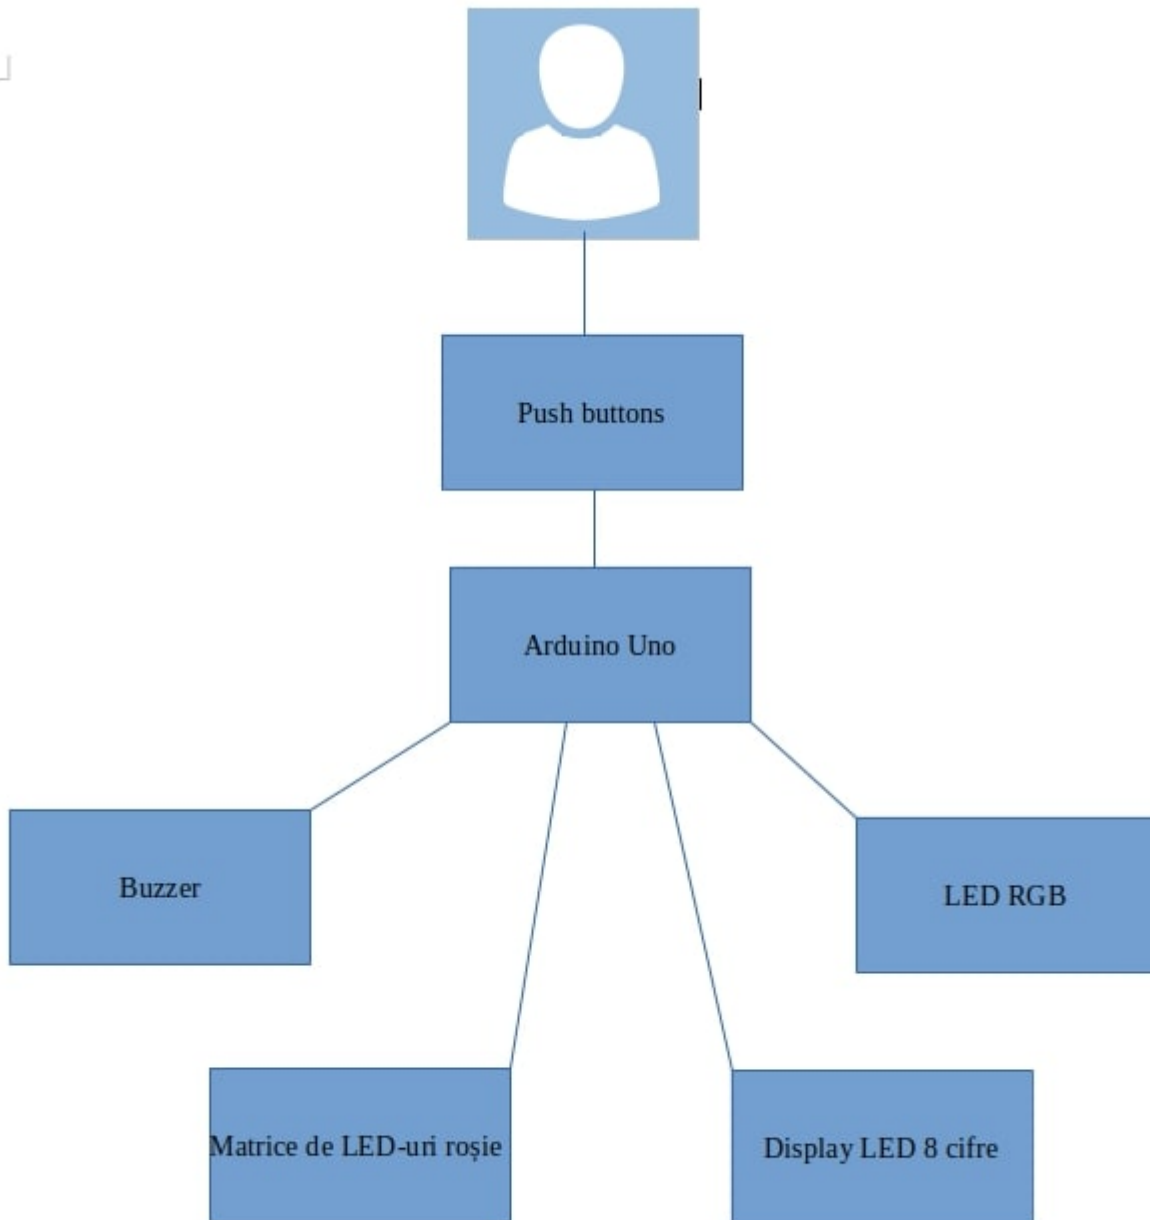 Push buttons
Arduino Uno
Buzzer
LED RGB
Matrice de LED-uri roșie
Display LED 8 cifre